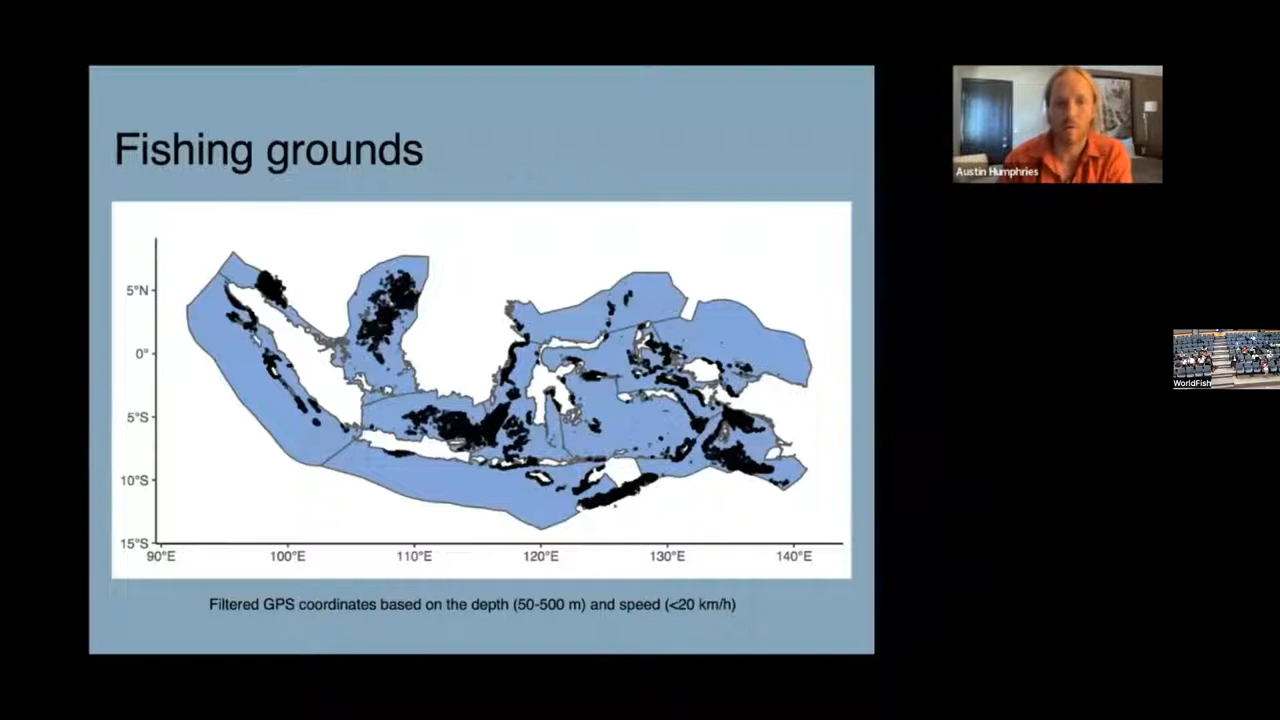 Fishing grounds
5°N
0°
5°S
10°S
15°S
90°E 100°E 110°E 120°E 130°E 140°E
Filtered GPS coordinates based on the depth (50-500 m) and speed (<20 km/h)
Austin Humphries
WorldFish